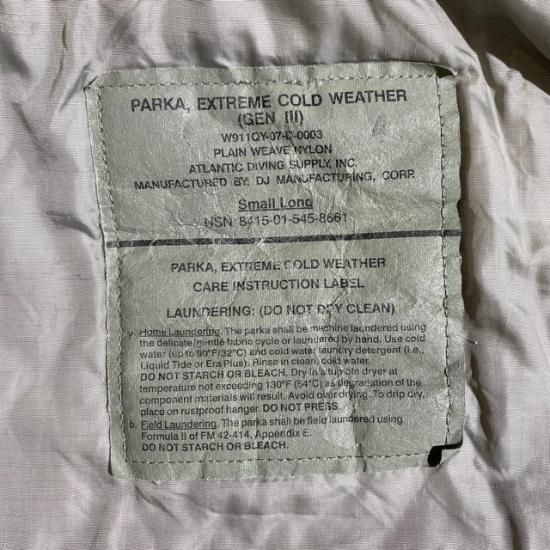 PARKA, EXTREME COLD WEATHER
(GEN III)
W911QY-07-D-0003
PLAIN WEAVE NYLON
ATLANTIC DIVING SUPPLY, INC.
MANUFACTURED BY: DJ MANUFACTURING, CORP.
Small Long
NSN: 8415-01-545-8661
PARKA, EXTREME COLD WEATHER
CARE INSTRUCTION LABEL
LAUNDERING: (DO NOT DRY CLEAN)
a. Home Laundering. The parka shall be machine laundered using
the delicate/gentle fabric cycle or laundered by hand. Use cold
water (up to 90°F/32°C) and cold water laundry detergent (i.e.,
Liquid Tide or Era Plus). Rinse in clean, cold water.
DO NOT STARCH OR BLEACH. Dry in a tumble dryer at
temperature not exceeding 130°F (54°C) as degradation of the
component materials will result. Avoid over drying. To drip dry,
place on rustproof hanger. DO NOT PRESS.
b. Field Laundering. The parka shall be field laundered using
Formula II of FM 42-414, Appendix E.
DO NOT STARCH OR BLEACH.